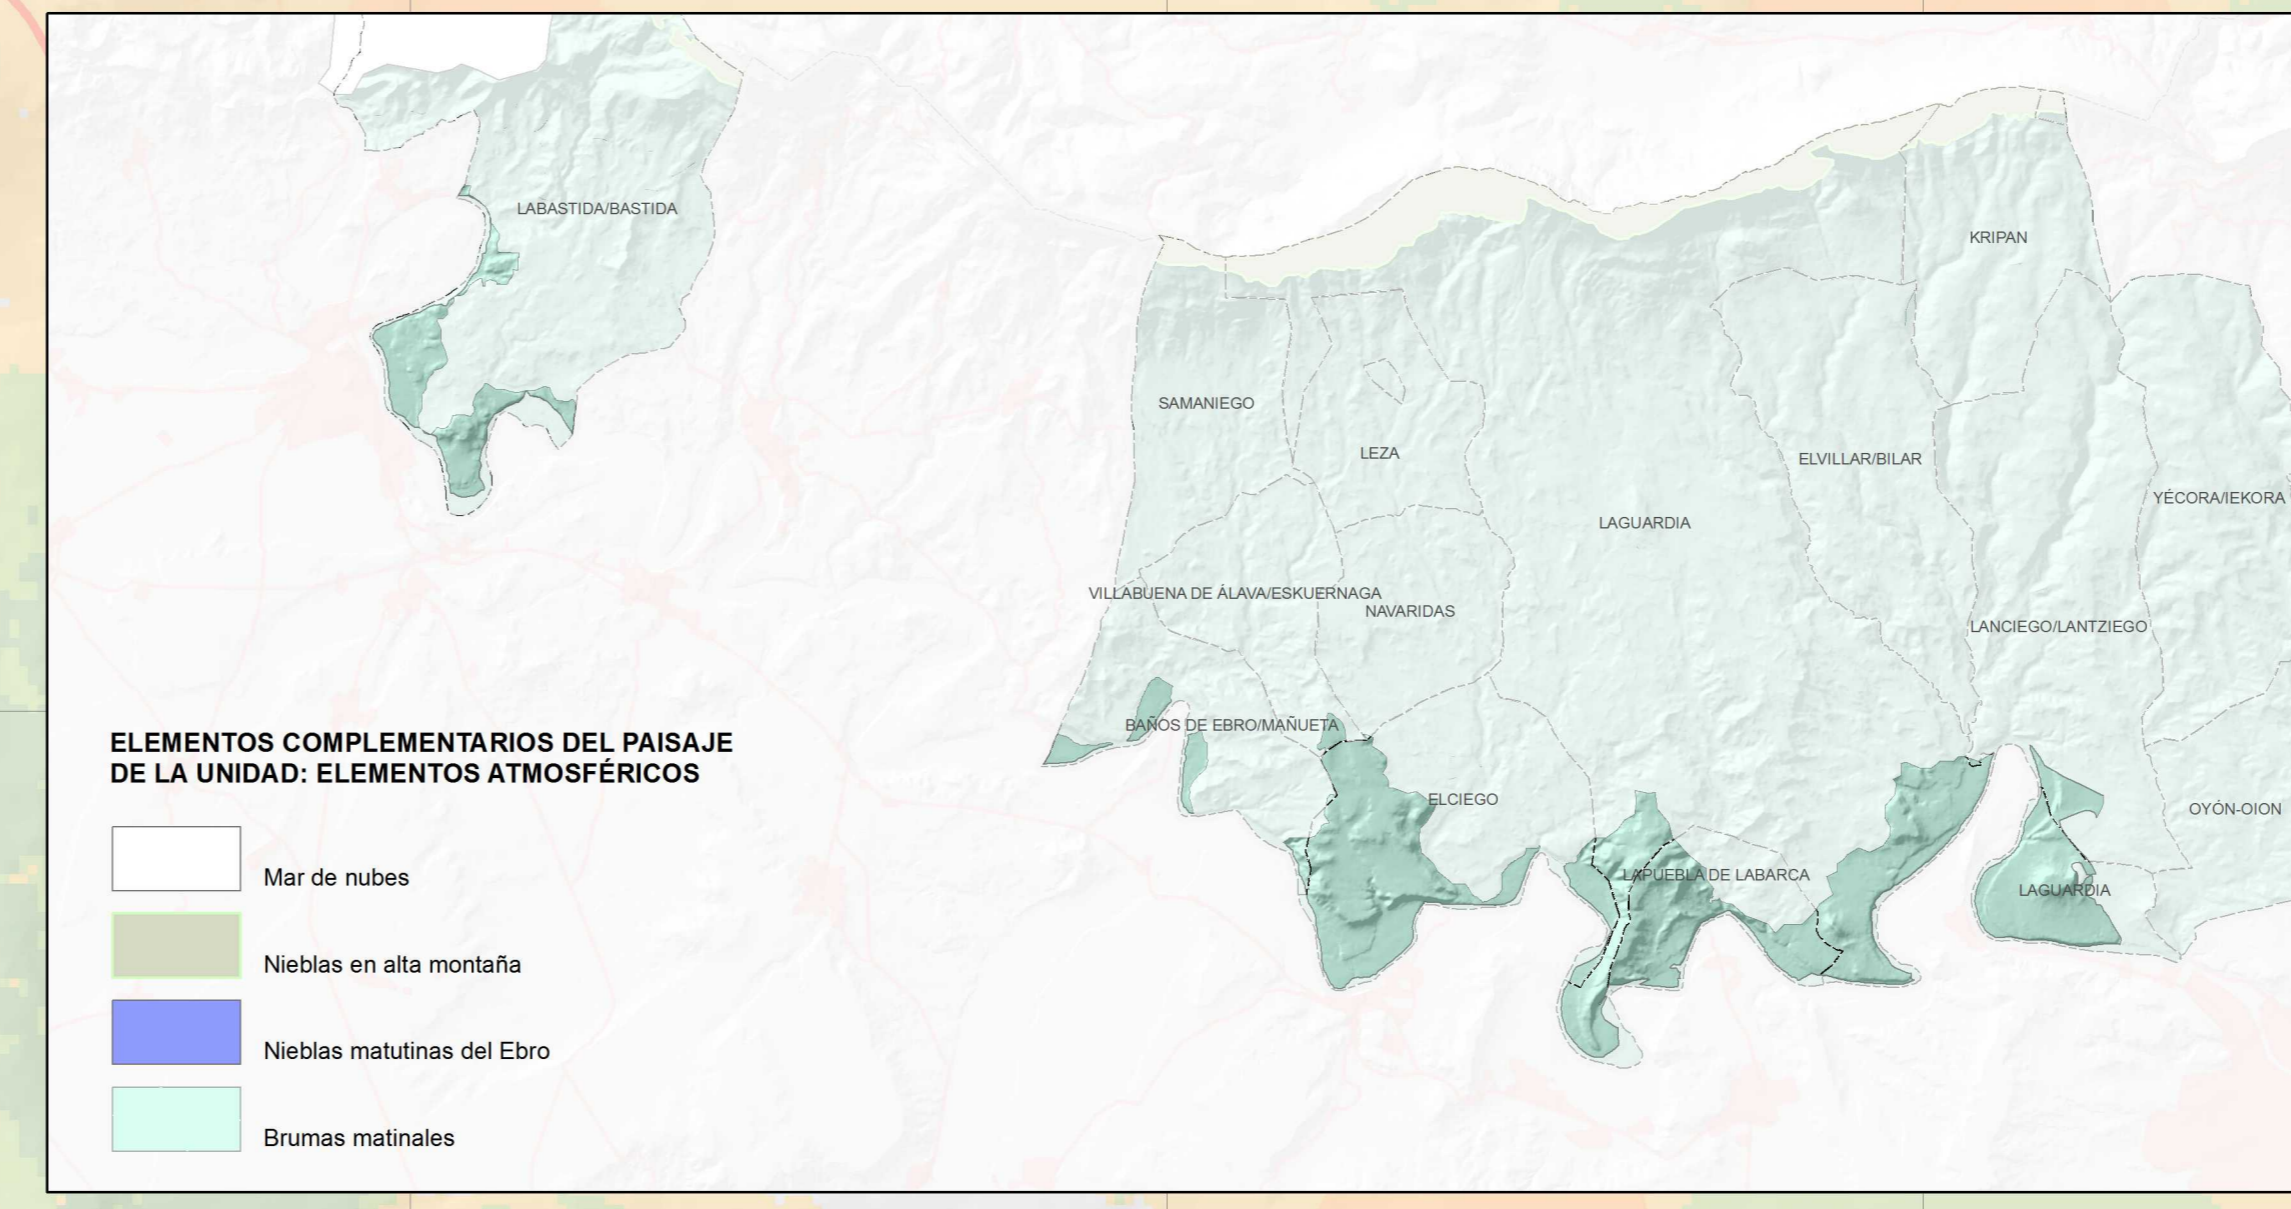 LABASTIDA/BASTIDA
KRIPAN
SAMANIEGO
LEZA
ELVILLAR/BILAR
YÉCORA/IEKORA
LAGUARDIA
VILLABUENA DE ÁLAVA/ESKUERNAGA
NAVARIDAS
LANCIEGO/LANTZIEGO
BAÑOS DE EBRO/MAÑUETA
ELCIEGO
OYÓN-OION
LAPUEBLA DE LABARCA
LAGUARDIA
ELEMENTOS COMPLEMENTARIOS DEL PAISAJE
DE LA UNIDAD: ELEMENTOS ATMOSFÉRICOS
Mar de nubes
Nieblas en alta montaña
Nieblas matutinas del Ebro
Brumas matinales